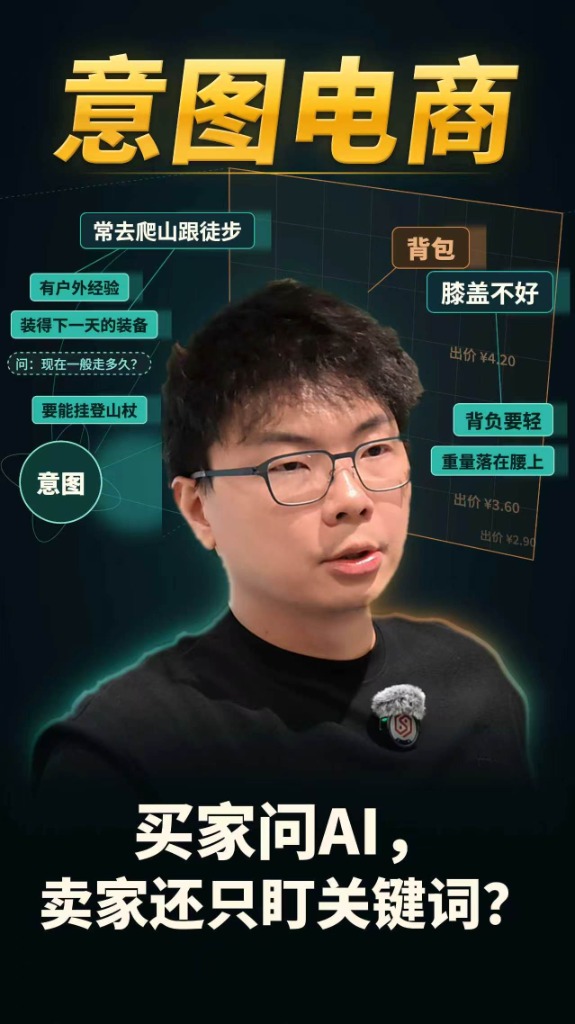 意图电商
常去爬山跟徒步
背包
有户外经验
膝盖不好
装得下一天的装备
出价 ¥4.20
问：现在一般走多久？
要能挂登山杖
背负要轻
重量落在腰上
意图
出价 ¥3.60
出价 ¥2.90
买家问AI，
卖家还只盯关键词？